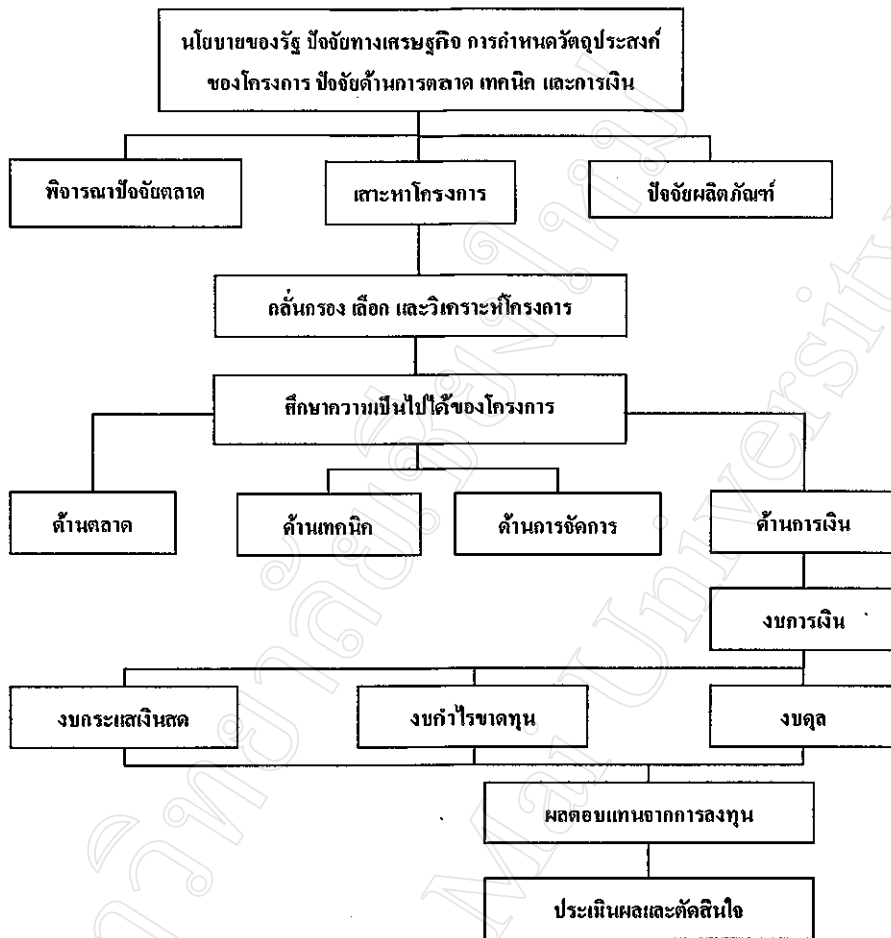 นโยบายของรัฐ ปัจจัยทางเศรษฐกิจ การกำหนดวัตถุประสงค์
ของโครงการ ปัจจัยด้านการตลาด เทคนิค และการเงิน
พิจารณาปัจจัยตลาด
เสาะหาโครงการ
ปัจจัยผลิตภัณฑ์
กลั่นกรอง เลือก และวิเคราะห์โครงการ
ศึกษาความเป็นไปได้ของโครงการ
ด้านตลาด
ด้านเทคนิค
ด้านการจัดการ
ด้านการเงิน
งบการเงิน
งบกระแสเงินสด
งบกำไรขาดทุน
งบดุล
ผลตอบแทนจากการลงทุน
ประเมินผลและตัดสินใจ
Mai University